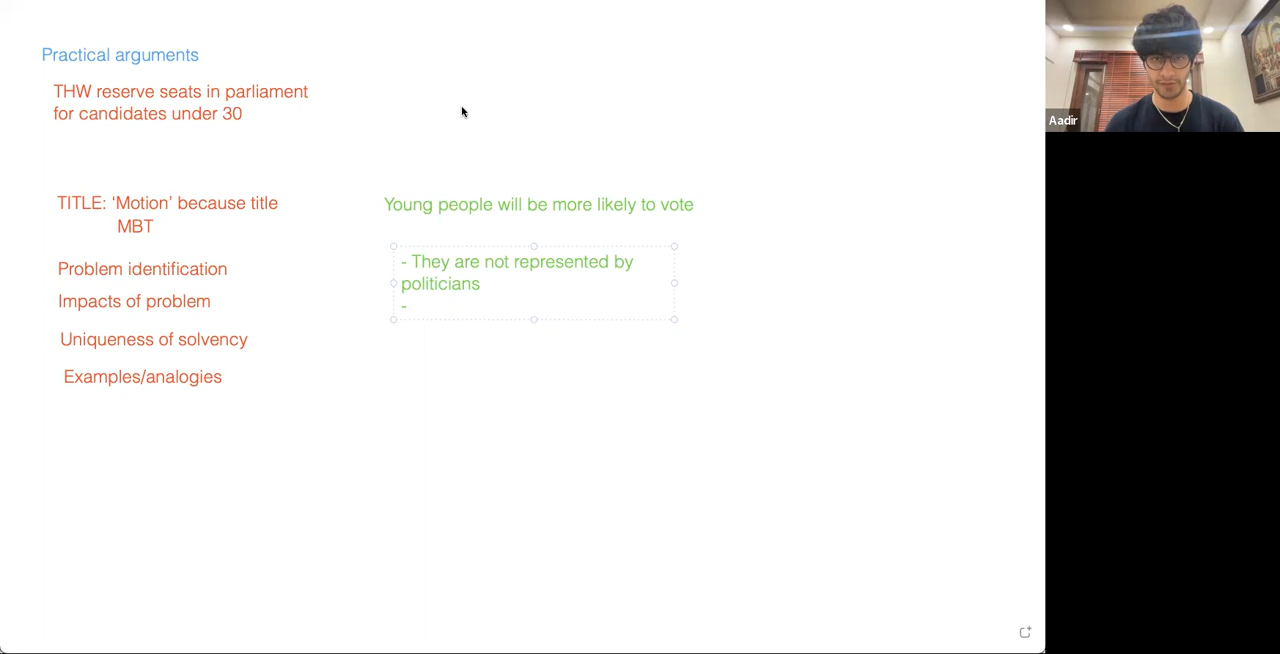 Practical arguments
THW reserve seats in parliament
for candidates under 30
TITLE: ‘Motion’ because title
MBT
Problem identification
Impacts of problem
Uniqueness of solvency
Examples/analogies
Young people will be more likely to vote
- They are not represented by
politicians
-
Aadir